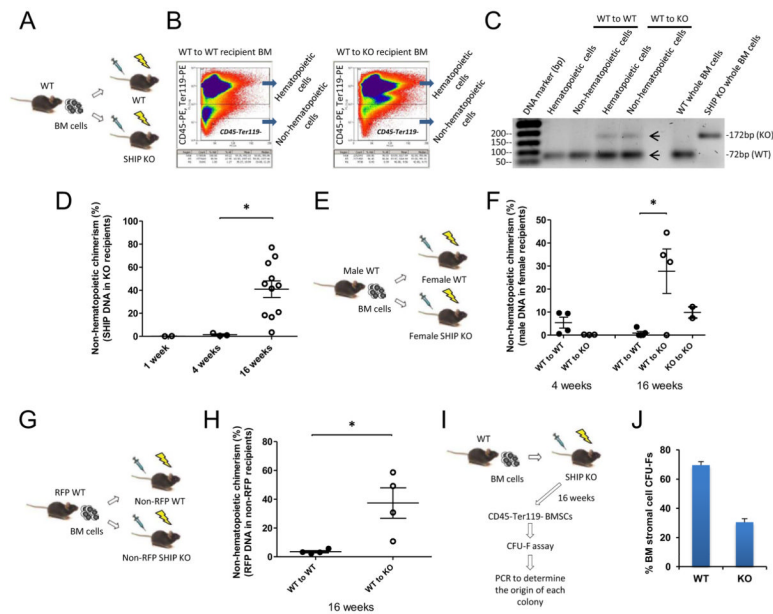 A
WT
BM cells
WT
SHIP KO
B
WT to WT recipient BM
CD45-PE, Ter119-PE
CD45-Ter119-
Hematopoietic cells
Non-hematopoietic cells
WT to KO recipient BM
CD45-PE, Ter119-PE
CD45-Ter119-
Hematopoietic cells
Non-hematopoietic cells
C
WT to WT
WT to KO
DNA marker (bp)
Hematopoietic cells
Non-hematopoietic cells
Hematopoietic cells
Non-hematopoietic cells
WT whole BM cells
SHIP KO whole BM cells
200--
100--
50--
-172bp (KO)
-72bp (WT)
D
Non-hematopoietic chimerism (%)
(SHIP DNA in KO recipients)
100
80
60
40
20
0
*
1 week
4 weeks
16 weeks
E
Male WT
BM cells
Female WT
Female SHIP KO
F
Non-hematopoietic chimerism (%)
(male DNA in female recipients)
50
40
30
20
10
0
*
WT to WT
WT to KO
WT to WT
WT to KO
KO to KO
4 weeks
16 weeks
G
RFP WT
BM cells
Non-RFP WT
Non-RFP SHIP KO
H
Non-hematopoietic chimerism (%)
(RFP DNA in non-RFP recipients)
80
60
40
20
0
*
WT to WT
WT to KO
16 weeks
I
WT
BM cells
SHIP KO
16 weeks
CD45-Ter119- BMSCs
CFU-F assay
PCR to determine
the origin of each
colony
J
% BM stromal cell CFU-Fs
80
60
40
20
0
WT
KO